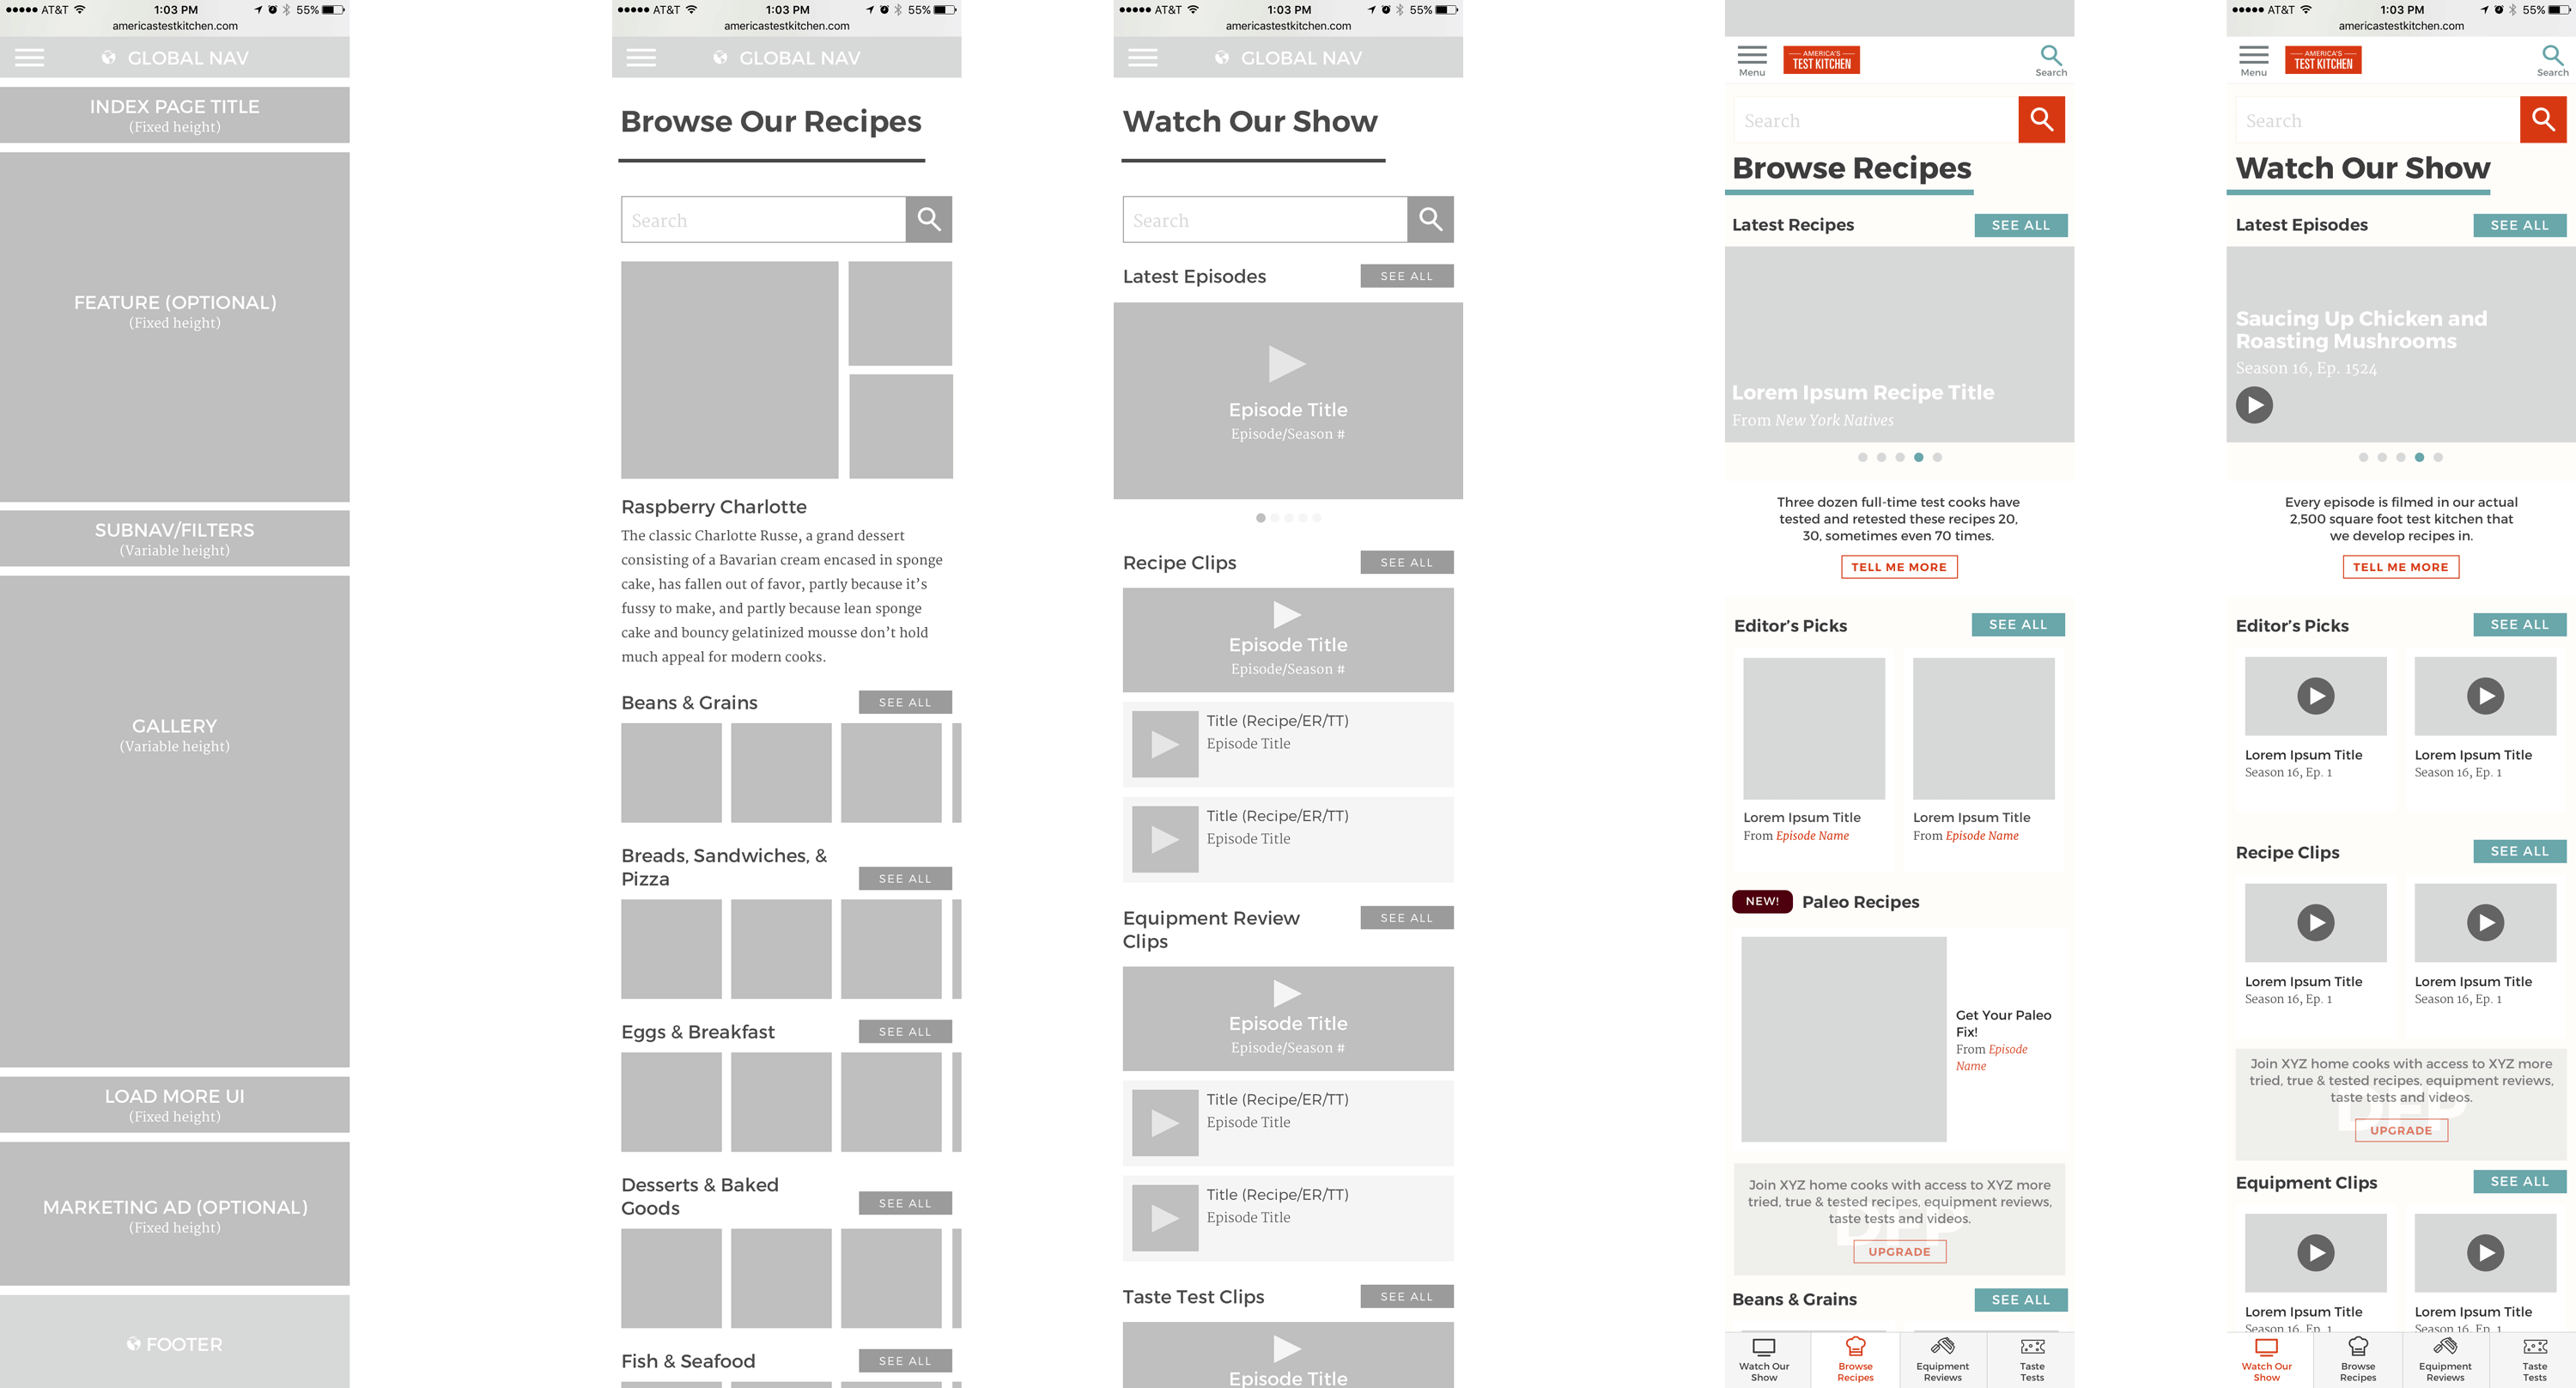 AT&T 1:03 PM 55%
americastestkitchen.com
GLOBAL NAV
INDEX PAGE TITLE
(Fixed height)
FEATURE (OPTIONAL)
(Fixed height)
SUBNAV/FILTERS
(Variable height)
GALLERY
(Variable height)
LOAD MORE UI
(Fixed height)
MARKETING AD (OPTIONAL)
(Fixed height)
FOOTER
AT&T 1:03 PM 55%
americastestkitchen.com
GLOBAL NAV
Browse Our Recipes
Search
Raspberry Charlotte
The classic Charlotte Russe, a grand dessert
consisting of a Bavarian cream encased in sponge
cake, has fallen out of favor, partly because it’s
fussy to make, and partly because lean sponge
cake and bouncy gelatinized mousse don’t hold
much appeal for modern cooks.
Beans & Grains SEE ALL
Breads, Sandwiches, &
Pizza SEE ALL
Eggs & Breakfast SEE ALL
Desserts & Baked
Goods SEE ALL
Fish & Seafood SEE ALL
AT&T 1:03 PM 55%
americastestkitchen.com
GLOBAL NAV
Watch Our Show
Search
Latest Episodes SEE ALL
Episode Title
Episode/Season #
Recipe Clips SEE ALL
Episode Title
Episode/Season #
Title (Recipe/ER/TT)
Episode Title
Title (Recipe/ER/TT)
Episode Title
Equipment Review SEE ALL
Clips
Episode Title
Episode/Season #
Title (Recipe/ER/TT)
Episode Title
Title (Recipe/ER/TT)
Episode Title
Taste Test Clips SEE ALL
Episode Title
Menu
AMERICA'S
TEST KITCHEN
Search
Search
Browse Recipes
Latest Recipes SEE ALL
Lorem Ipsum Recipe Title
From New York Natives
Three dozen full-time test cooks have
tested and retested these recipes 20,
30, sometimes even 70 times.
TELL ME MORE
Editor’s Picks SEE ALL
Lorem Ipsum Title Lorem Ipsum Title
From Episode Name From Episode Name
NEW! Paleo Recipes
Get Your Paleo
Fix!
From Episode
Name
Join XYZ home cooks with access to XYZ more
tried, true & tested recipes, equipment reviews,
taste tests and videos.
DFP
UPGRADE
Beans & Grains SEE ALL
Watch Our Browse Equipment Taste
Show Recipes Reviews Tests
AT&T 1:03 PM 55%
americastestkitchen.com
Menu
AMERICA'S
TEST KITCHEN
Search
Search
Watch Our Show
Latest Episodes SEE ALL
Saucing Up Chicken and
Roasting Mushrooms
Season 16, Ep. 1524
Every episode is filmed in our actual
2,500 square foot test kitchen that
we develop recipes in.
TELL ME MORE
Editor’s Picks SEE ALL
Lorem Ipsum Title Lorem Ipsum Title
Season 16, Ep. 1 Season 16, Ep. 1
Recipe Clips SEE ALL
Lorem Ipsum Title Lorem Ipsum Title
Season 16, Ep. 1 Season 16, Ep. 1
Join XYZ home cooks with access to XYZ more
tried, true & tested recipes, equipment reviews,
taste tests and videos.
DFP
UPGRADE
Equipment Clips SEE ALL
Lorem Ipsum Title Lorem Ipsum Title
Season 16, Ep. 1 Season 16, Ep. 1
Watch Our Browse Equipment Taste
Show Recipes Reviews Tests